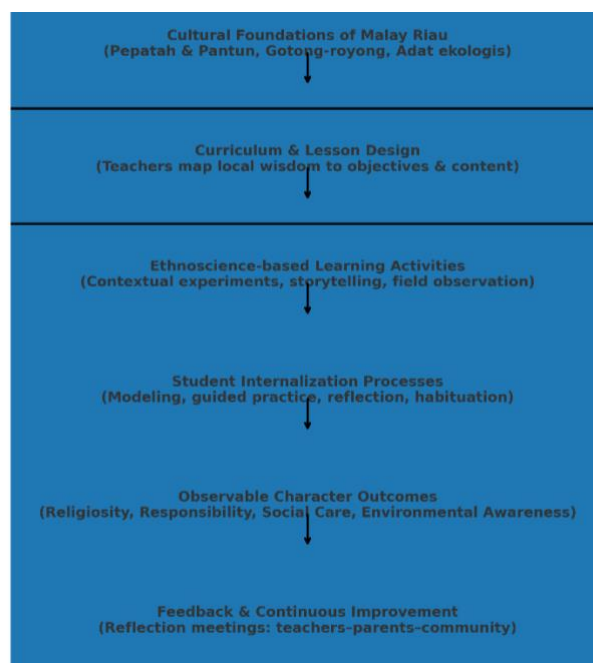 Cultural Foundations of Malay Riau
(Pepatah & Pantun, Gotong-royong, Adat ekologis)
Curriculum & Lesson Design
(Teachers map local wisdom to objectives & content)
Ethnoscience-based Learning Activities
(Contextual experiments, storytelling, field observation)
Student Internalization Processes
(Modeling, guided practice, reflection, habituation)
Observable Character Outcomes
(Religiosity, Responsibility, Social Care, Environmental Awareness)
Feedback & Continuous Improvement
(Reflection meetings: teachers–parents–community)